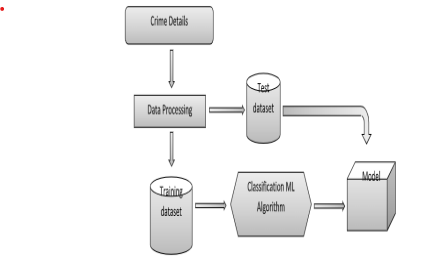 Crime Details
Data Processing
Test
dataset
Training
dataset
Classification ML
Algorithm
Model